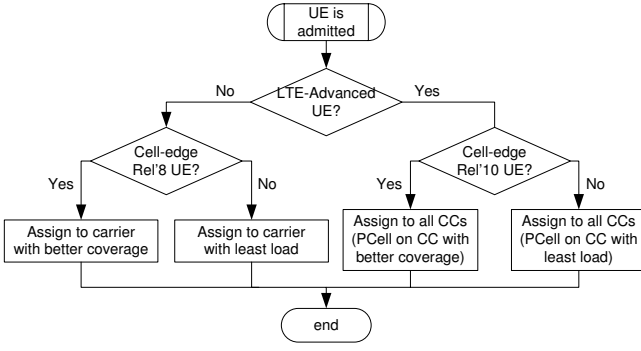 UE is
admitted
No
LTE-Advanced
UE?
Yes
Cell-edge
Rel'8 UE?
Cell-edge
Rel'10 UE?
Yes
No
Yes
No
Assign to carrier
with better coverage
Assign to carrier
with least load
Assign to all CCs
(PCell on CC with
better coverage)
Assign to all CCs
(PCell on CC with
least load)
end